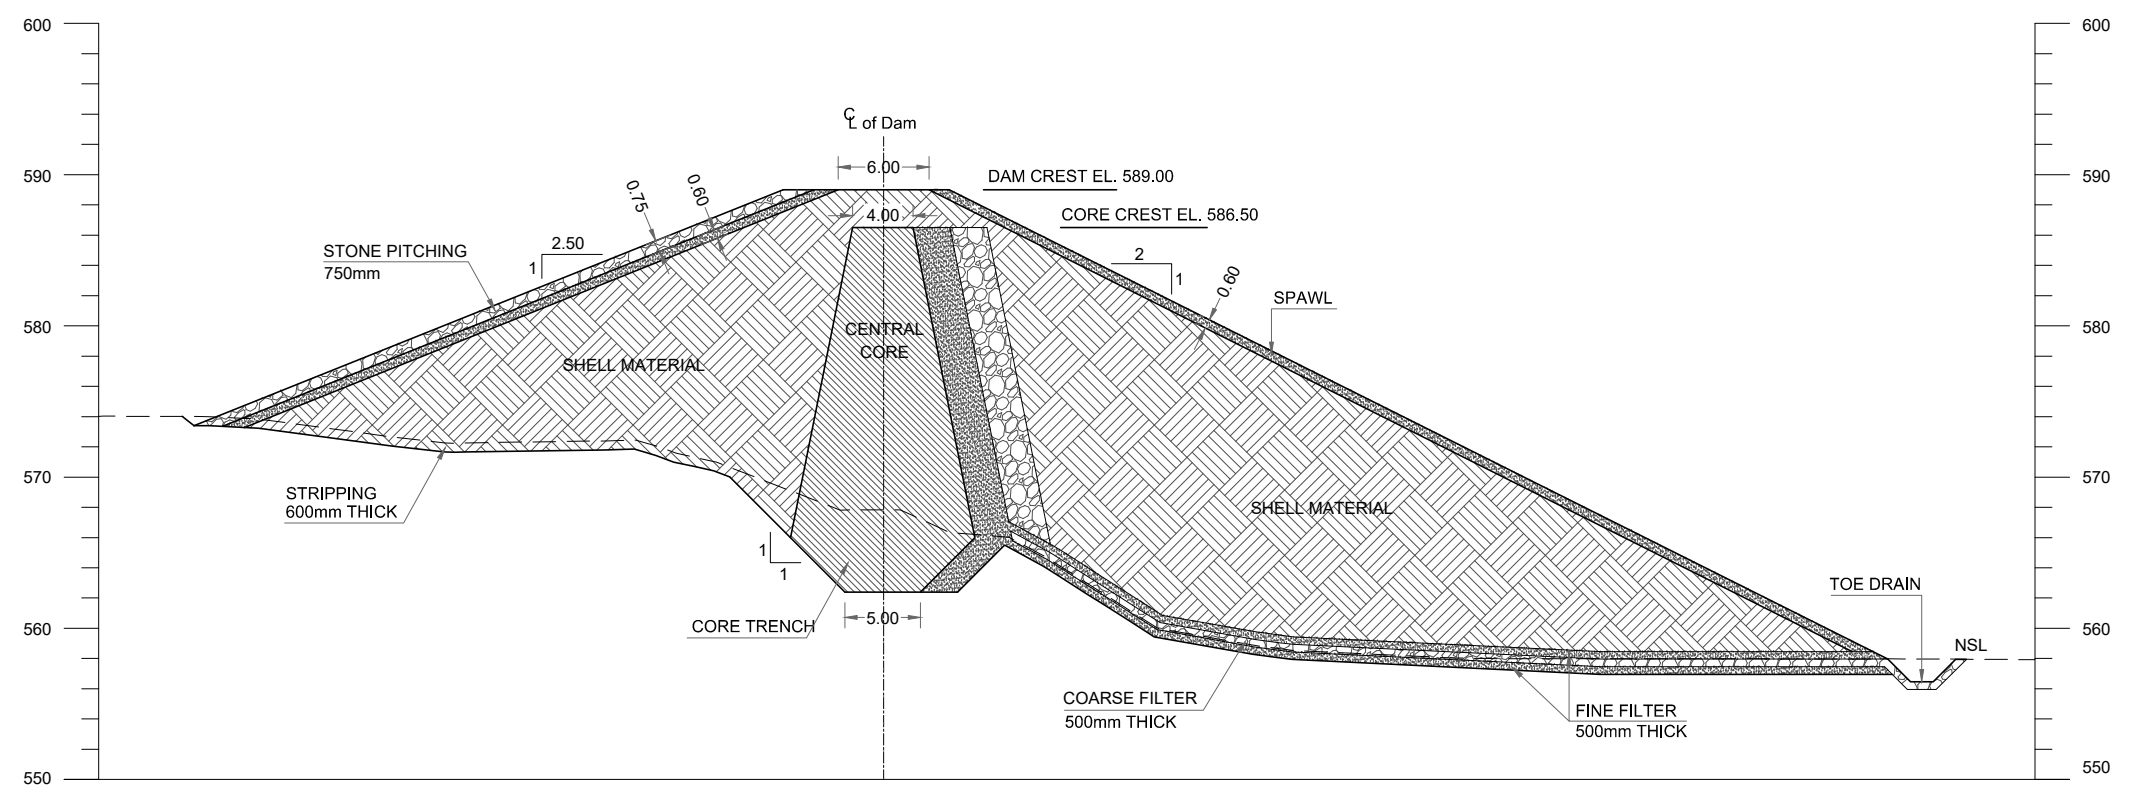 600
600
℄ of Dam
6.00
590
DAM CREST EL. 589.00
590
0.75
0.60
4.00
CORE CREST EL. 586.50
STONE PITCHING
750mm
2.50
1
2
1
0.60
SPAWL
580
CENTRAL
CORE
580
SHELL MATERIAL
570
570
STRIPPING
600mm THICK
SHELL MATERIAL
1
1
TOE DRAIN
560
CORE TRENCH
5.00
560
NSL
COARSE FILTER
500mm THICK
FINE FILTER
500mm THICK
550
550